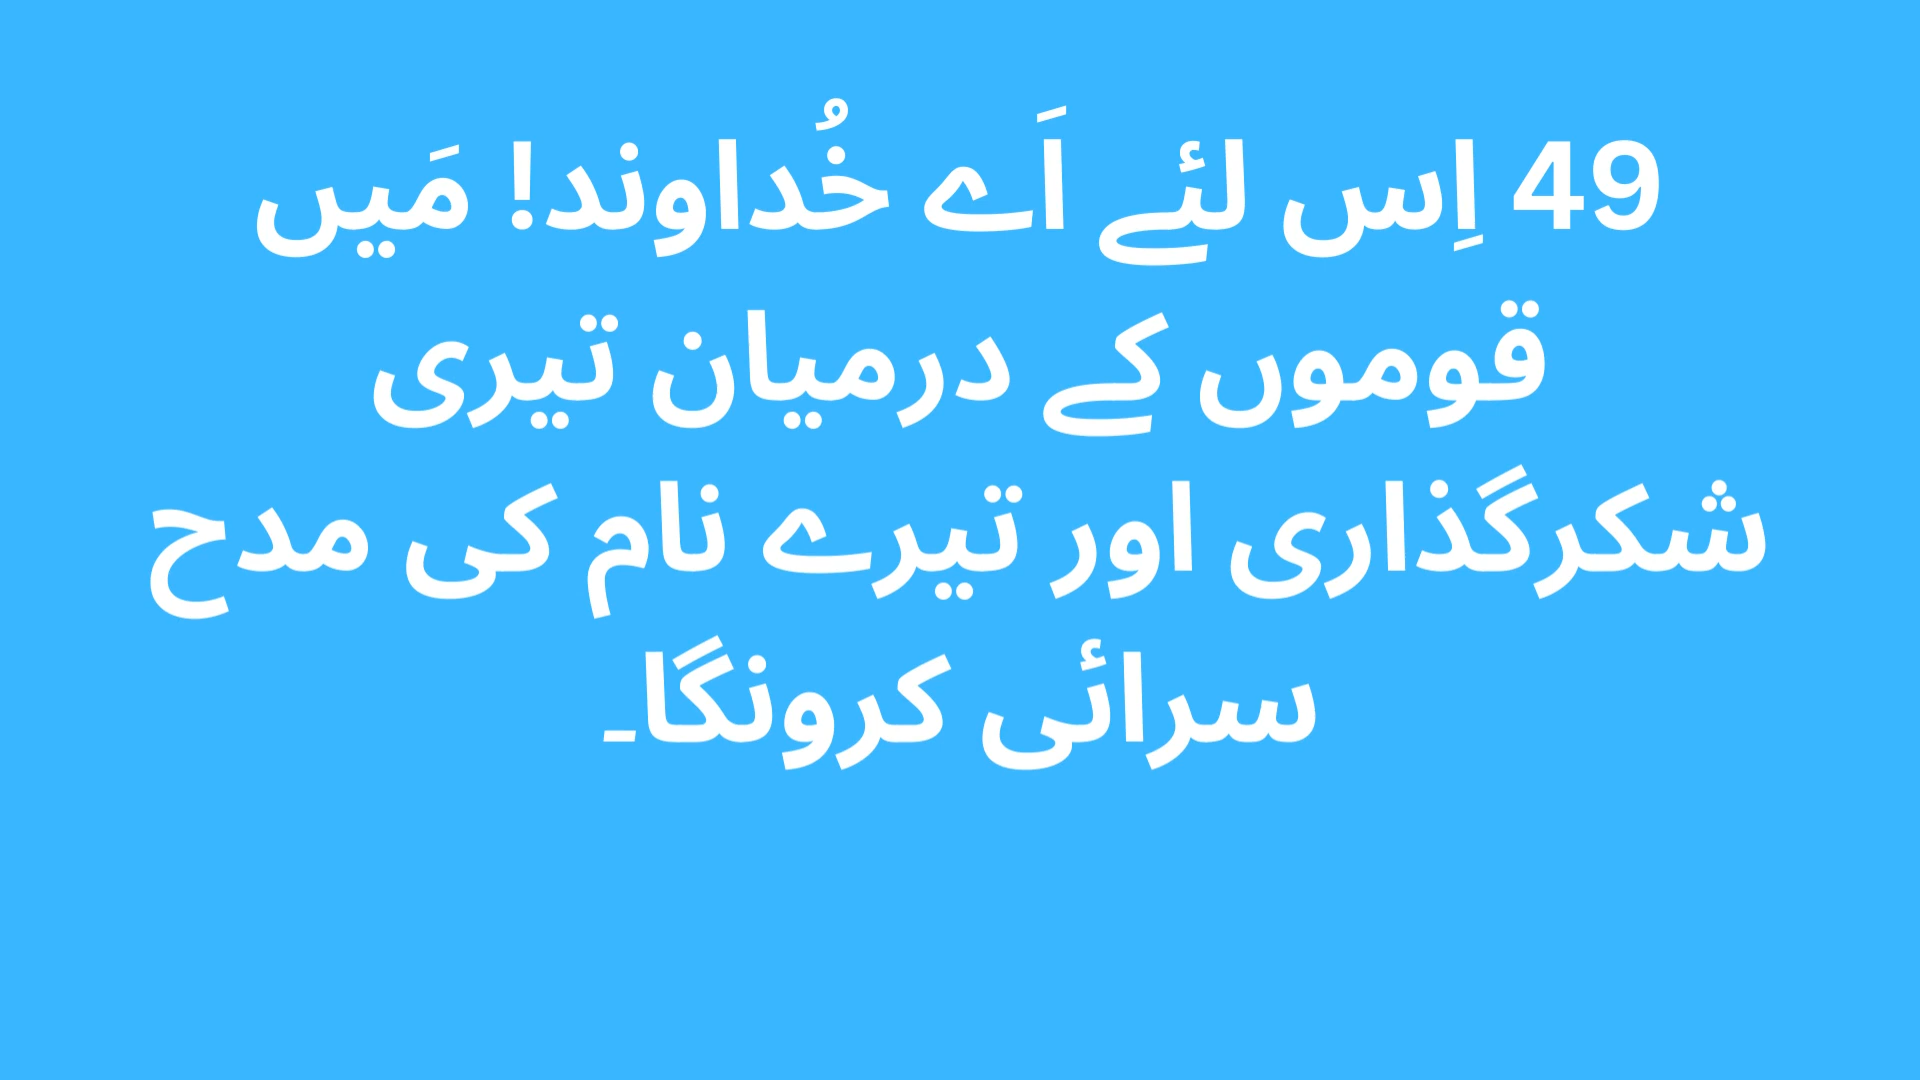 49 اِس لئے اَے خُداوند! مَیں
قوموں کے درمیان تیری
شکرگذاری اور تیرے نام کی مدح
سرائی کرونگا۔